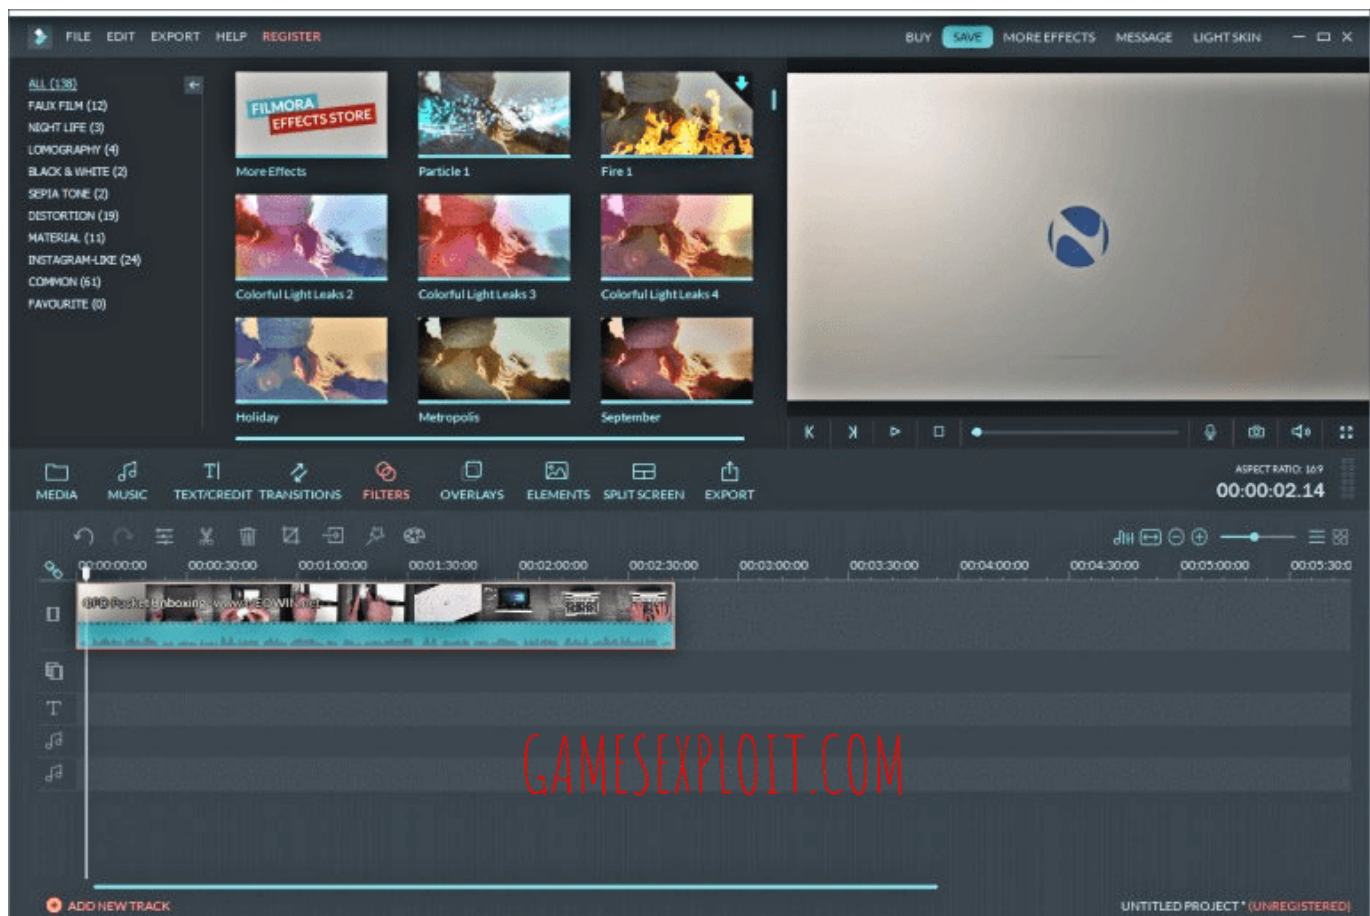 FILE EDIT EXPORT HELP REGISTER
BUY SAVE MORE EFFECTS MESSAGE LIGHT SKIN
ALL (138)
FAUX FILM (12)
NIGHT LIFE (3)
LOMOGRAPHY (4)
BLACK & WHITE (2)
SEPIA TONE (2)
DISTORTION (19)
MATERIAL (11)
INSTAGRAM-LIKE (24)
COMMON (61)
FAVOURITE (0)
FILMORA
EFFECTS STORE
More Effects Particle 1 Fire 1
Colorful Light Leaks 2 Colorful Light Leaks 3 Colorful Light Leaks 4
Holiday Metropolis September
MEDIA MUSIC TEXT/CREDIT TRANSITIONS FILTERS OVERLAYS ELEMENTS SPLIT SCREEN EXPORT
ASPECT RATIO: 16:9
00:00:02.14
00:00:00:00 00:00:30:00 00:01:00:00 00:01:30:00 00:02:00:00 00:02:30:00 00:03:00:00 00:03:30:00 00:04:00:00 00:04:30:00 00:05:00:00 00:05:30:0
Pocket Unboxing
GAMESEXPLOIT.COM
ADD NEW TRACK
UNTITLED PROJECT* (UNREGISTERED)